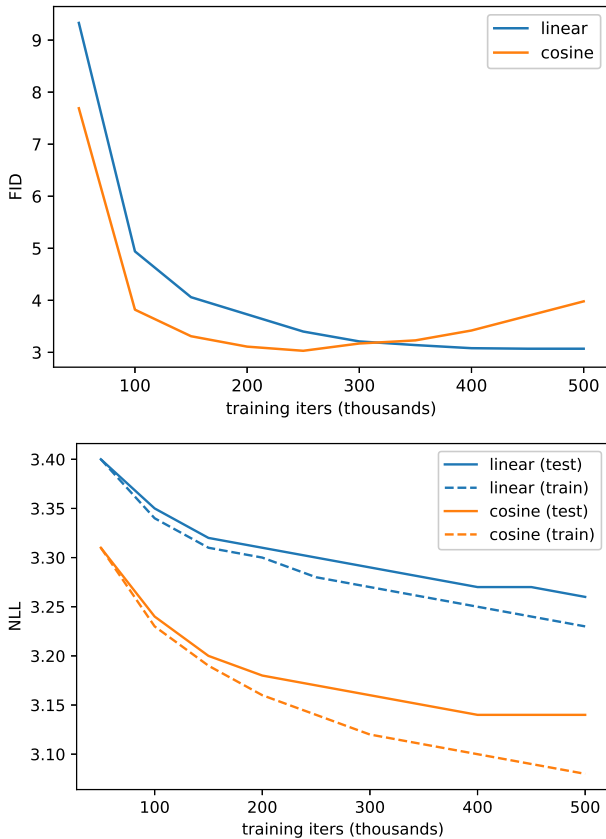 linear
cosine
9
8
7
6
5
4
3
FID
100 200 300 400 500
training iters (thousands)
linear (test)
linear (train)
cosine (test)
cosine (train)
3.40
3.35
3.30
3.25
3.20
3.15
3.10
NLL
100 200 300 400 500
training iters (thousands)